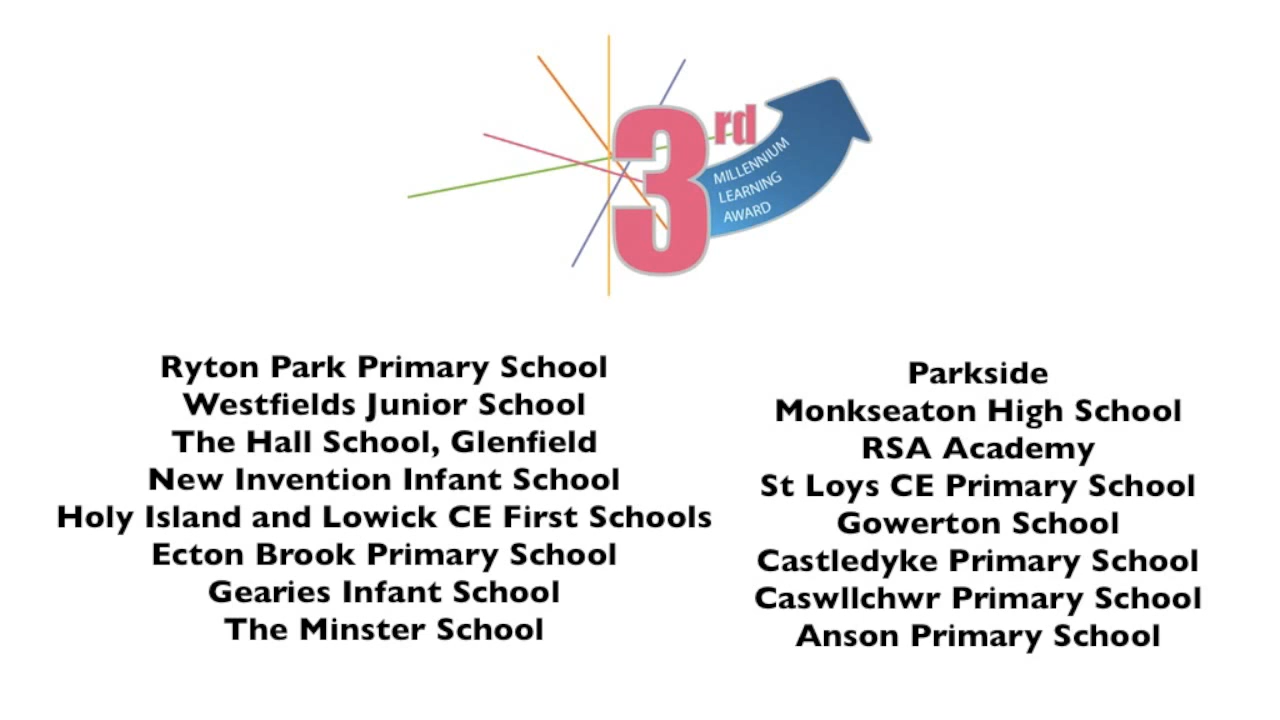 3rd
MILLENNIUM
LEARNING
AWARD
Ryton Park Primary School
Westfields Junior School
The Hall School, Glenfield
New Invention Infant School
Holy Island and Lowick CE First Schools
Ecton Brook Primary School
Gearies Infant School
The Minster School
Parkside
Monkseaton High School
RSA Academy
St Loys CE Primary School
Gowerton School
Castledyke Primary School
Caswllchwr Primary School
Anson Primary School